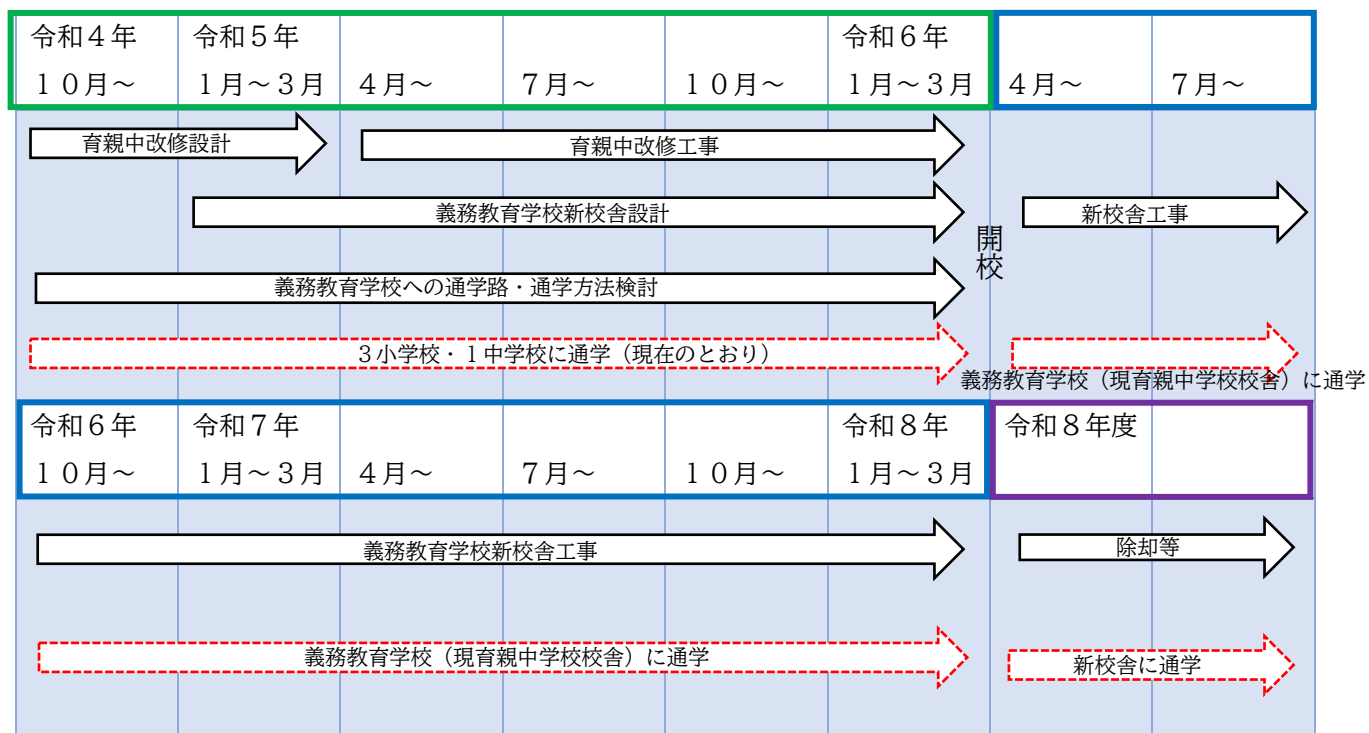 令和４年 令和５年 令和６年
１０月～ １月～３月 ４月～ ７月～ １０月～ １月～３月 ４月～ ７月～
育親中改修設計 育親中改修工事
義務教育学校新校舎設計 新校舎工事
開校
義務教育学校への通学路・通学方法検討
３小学校・１中学校に通学（現在のとおり）
義務教育学校（現育親中学校校舎）に通学
令和６年 令和７年 令和８年 令和８年度
１０月～ １月～３月 ４月～ ７月～ １０月～ １月～３月
義務教育学校新校舎工事 除却等
義務教育学校（現育親中学校校舎）に通学 新校舎に通学